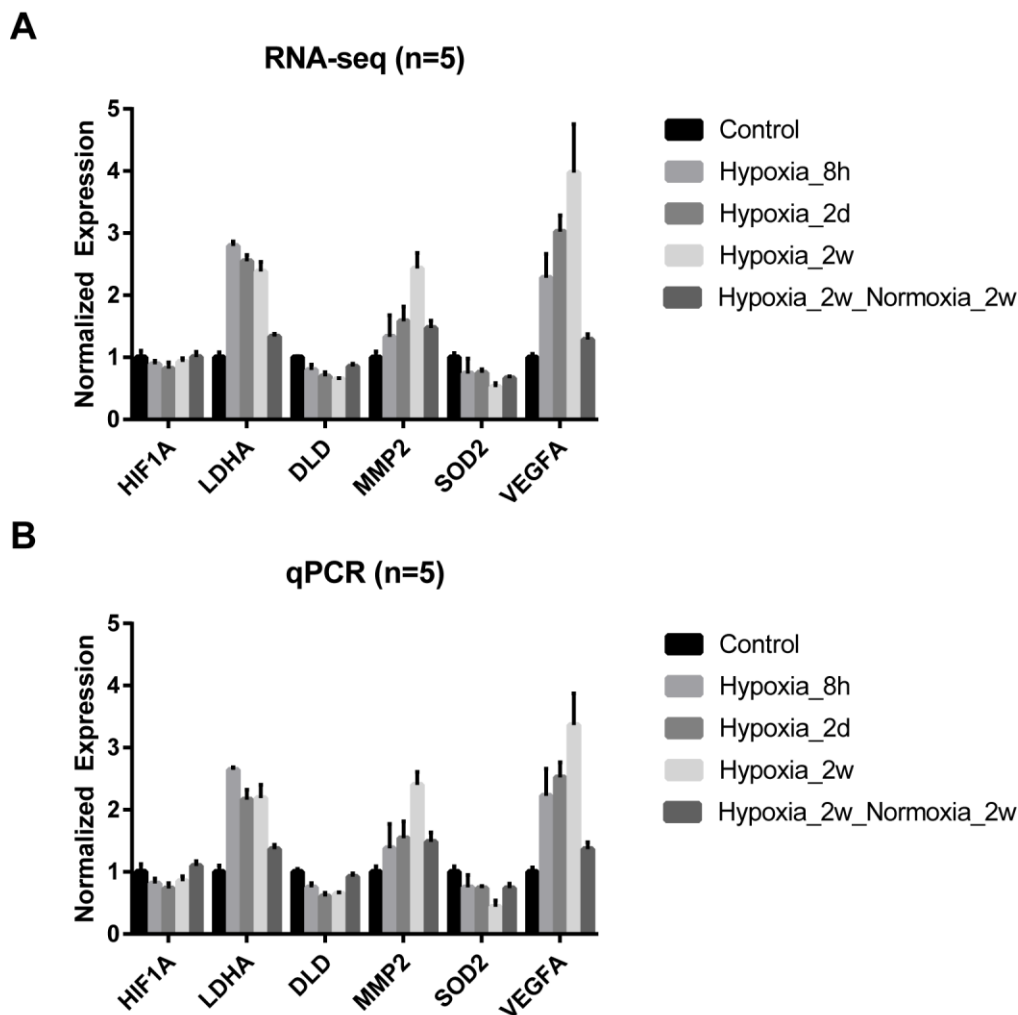 A
RNA-seq (n=5)
Normalized Expression
5
4
3
2
1
0
HIF1A
LDHA
DLD
MMP2
SOD2
VEGFA
Control
Hypoxia_8h
Hypoxia_2d
Hypoxia_2w
Hypoxia_2w_Normoxia_2w
B
qPCR (n=5)
Normalized Expression
5
4
3
2
1
0
HIF1A
LDHA
DLD
MMP2
SOD2
VEGFA
Control
Hypoxia_8h
Hypoxia_2d
Hypoxia_2w
Hypoxia_2w_Normoxia_2w